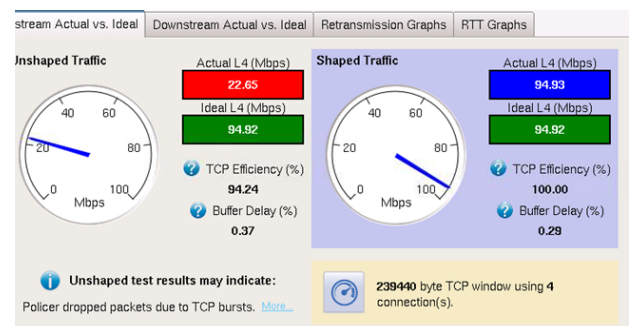 stream Actual vs. Ideal
Downstream Actual vs. Ideal
Retransmission Graphs
RTT Graphs
Unshaped Traffic
Actual L4 (Mbps)
22.65
Ideal L4 (Mbps)
94.92
0
20
40
60
80
100
Mbps
TCP Efficiency (%)
94.24
Buffer Delay (%)
0.37
Unshaped test results may indicate:
Policer dropped packets due to TCP bursts. More...
Shaped Traffic
Actual L4 (Mbps)
94.93
Ideal L4 (Mbps)
94.92
0
20
40
60
80
100
Mbps
TCP Efficiency (%)
100.00
Buffer Delay (%)
0.29
239440 byte TCP window using 4
connection(s).